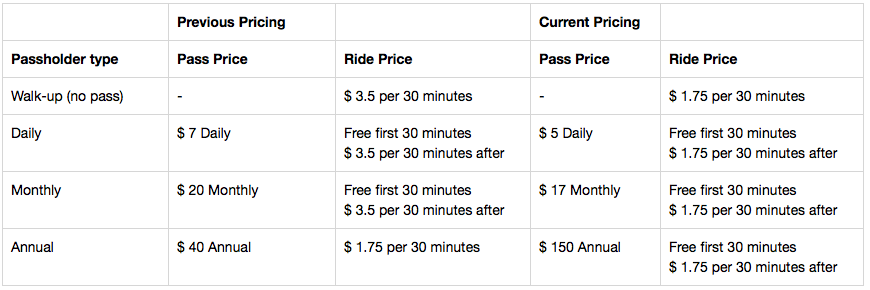 Previous Pricing Current Pricing
Passholder type Pass Price Ride Price Pass Price Ride Price
Walk-up (no pass) - $ 3.5 per 30 minutes - $ 1.75 per 30 minutes
Daily $ 7 Daily Free first 30 minutes $ 5 Daily Free first 30 minutes
$ 3.5 per 30 minutes after $ 1.75 per 30 minutes after
Monthly $ 20 Monthly Free first 30 minutes $ 17 Monthly Free first 30 minutes
$ 3.5 per 30 minutes after $ 1.75 per 30 minutes after
Annual $ 40 Annual $ 1.75 per 30 minutes $ 150 Annual Free first 30 minutes
$ 1.75 per 30 minutes after